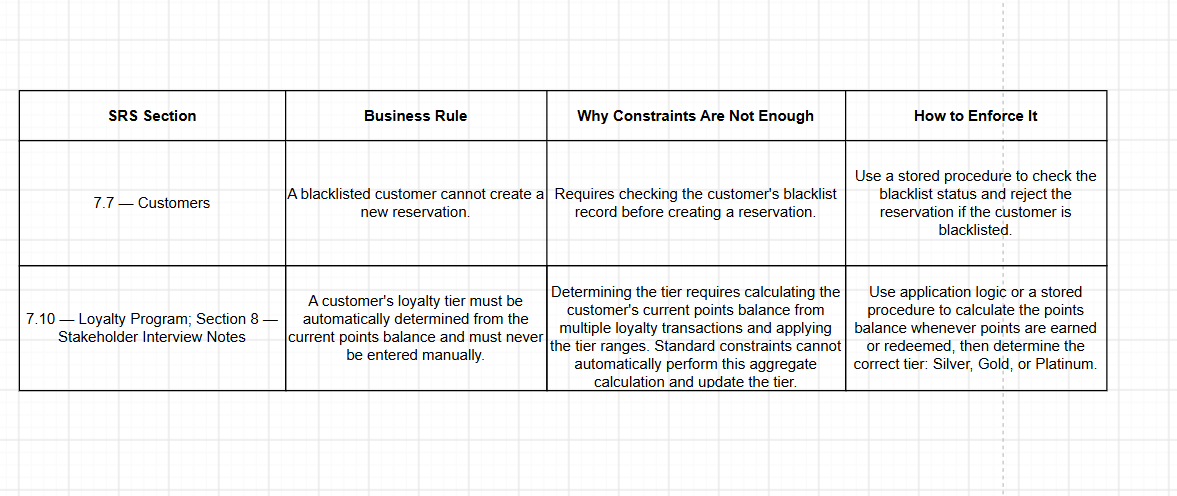 SRS Section
Business Rule
Why Constraints Are Not Enough
How to Enforce It
7.7 — Customers
A blacklisted customer cannot create a
new reservation.
Requires checking the customer's blacklist
record before creating a reservation.
Use a stored procedure to check the
blacklist status and reject the
reservation if the customer is
blacklisted.
7.10 — Loyalty Program; Section 8 —
Stakeholder Interview Notes
A customer's loyalty tier must be
automatically determined from the
current points balance and must never
be entered manually.
Determining the tier requires calculating the
customer's current points balance from
multiple loyalty transactions and applying
the tier ranges. Standard constraints cannot
automatically perform this aggregate
calculation and update the tier.
Use application logic or a stored
procedure to calculate the points
balance whenever points are earned
or redeemed, then determine the
correct tier: Silver, Gold, or Platinum.